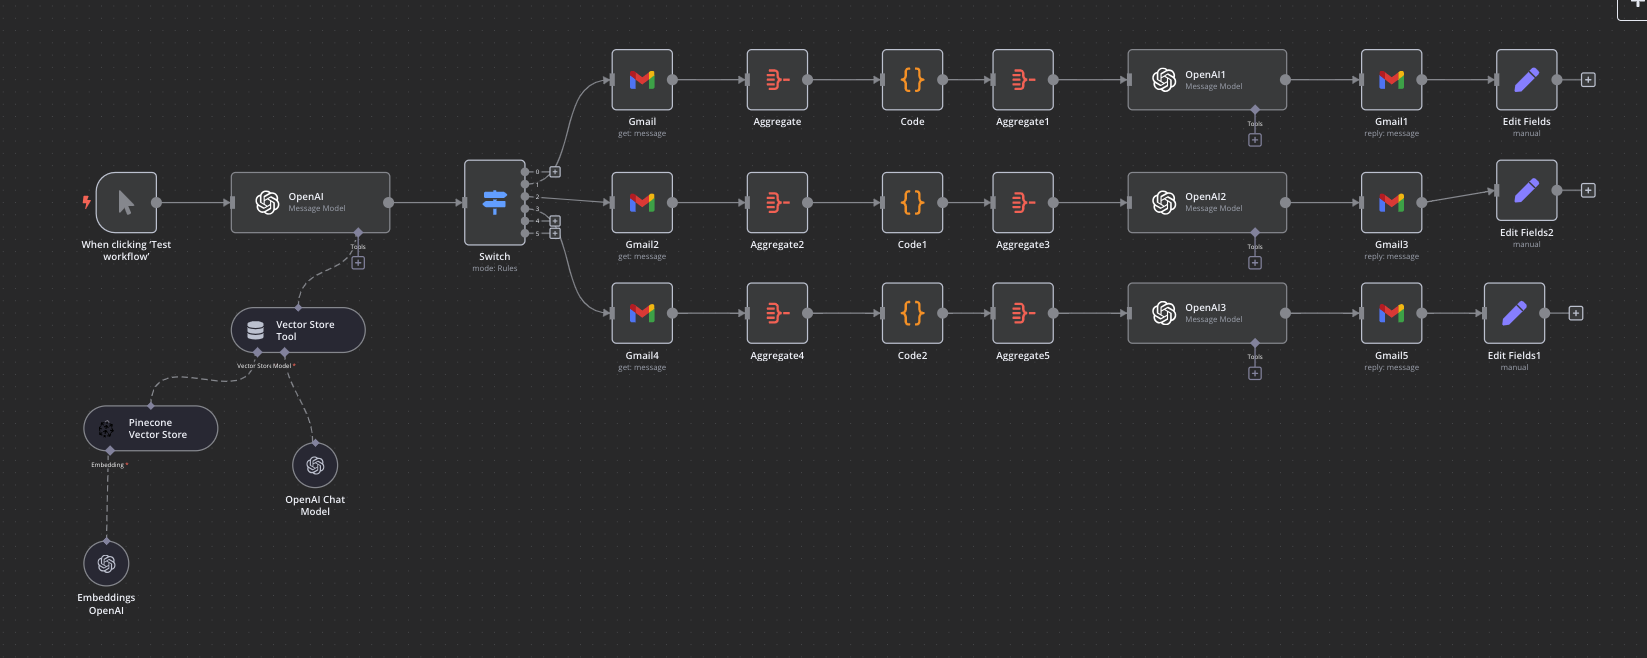 Gmail
get: message
Aggregate
Code
Aggregate1
OpenAI1
Message Model
Tools
Gmail1
reply: message
Edit Fields
manual
When clicking ‘Test
workflow’
OpenAI
Message Model
Tools
0
1
2
3
4
5
Switch
mode: Rules
Gmail2
get: message
Aggregate2
Code1
Aggregate3
OpenAI2
Message Model
Tools
Gmail3
reply: message
Edit Fields2
manual
Gmail4
get: message
Aggregate4
Code2
Aggregate5
OpenAI3
Message Model
Tools
Gmail5
reply: message
Edit Fields1
manual
Vector Store
Tool
Vector Store Model *
Pinecone
Vector Store
Embedding *
OpenAI Chat
Model
Embeddings
OpenAI